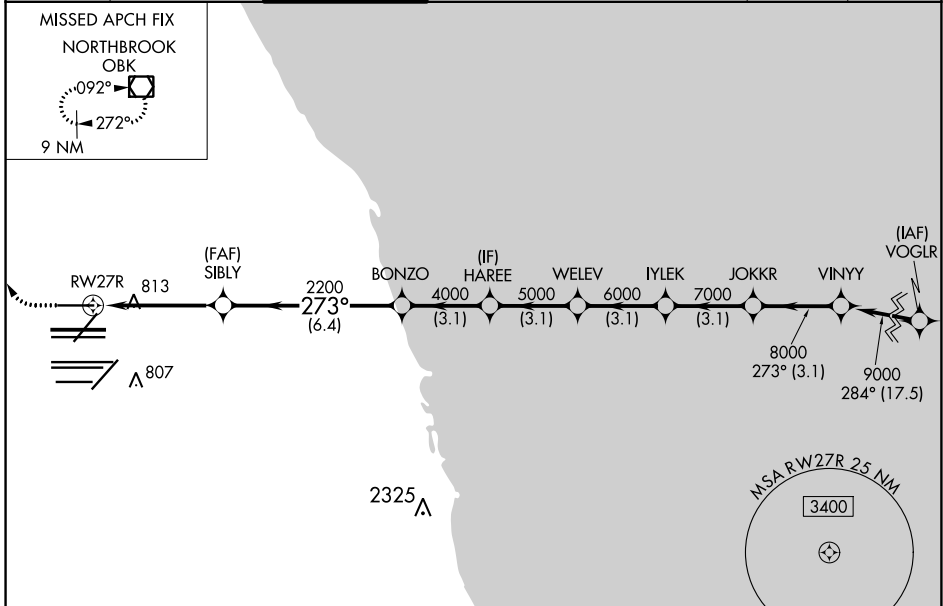 MISSED APCH FIX
NORTHBROOK
OBK
092°
272°
9 NM
RW27R
813
(FAF)
SIBLY
2200
273°
(6.4)
BONZO
4000
(3.1)
(IF)
HAREE
5000
(3.1)
WELEV
6000
(3.1)
IYLEK
7000
(3.1)
JOKKR
8000
273° (3.1)
VINYY
9000
284° (17.5)
(IAF)
VOGLR
807
2325
MSA RW27R 25 NM
3400